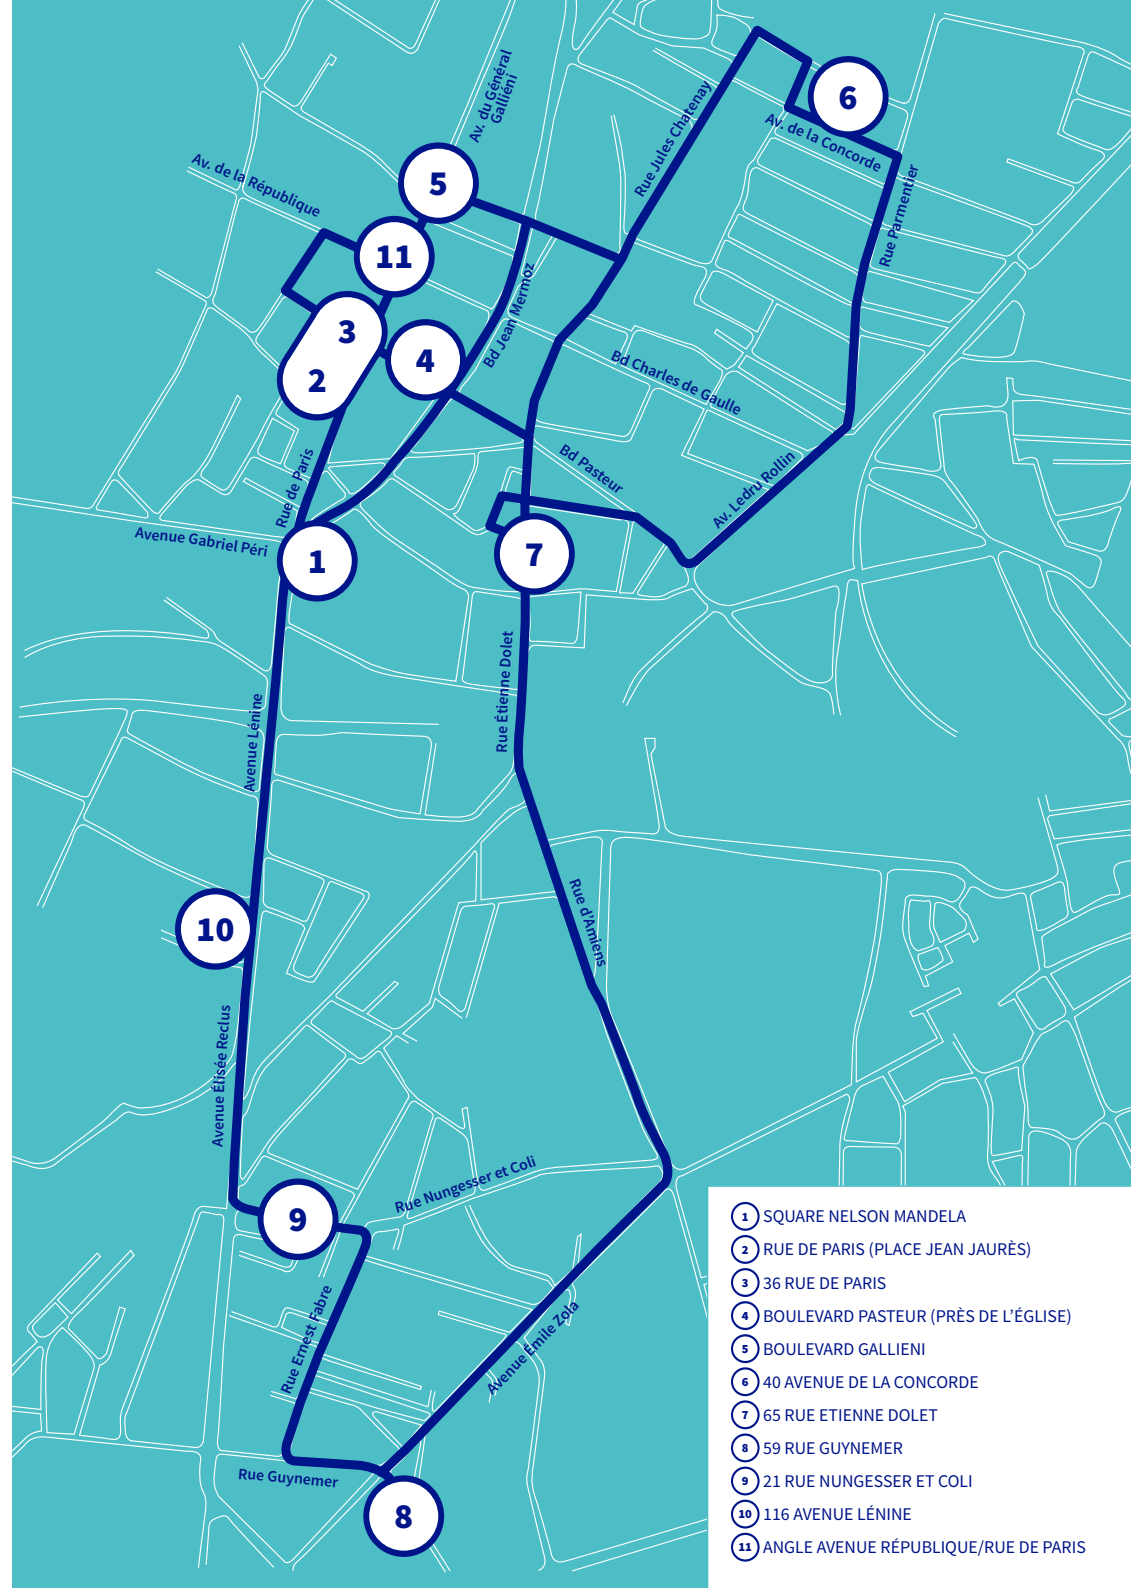 Av. du Général
Galliéni
6
Rue Jules Chatenay
Av. de la Concorde
Av. de la République
5
Rue Parmentier
11
Bd Jean Mermoz
3
4
2
Bd Charles de Gaulle
Rue de Paris
Bd Pasteur
Av. Ledru Rollin
Avenue Gabriel Péri
1
7
Rue Étienne Dolet
Avenue Lénine
10
Rue d'Amiens
Avenue Élisée Reclus
Rue Nungesser et Coli
9
Rue Ernest Fabre
Avenue Émile Zola
Rue Guynemer
8
1 SQUARE NELSON MANDELA
2 RUE DE PARIS (PLACE JEAN JAURÈS)
3 36 RUE DE PARIS
4 BOULEVARD PASTEUR (PRÈS DE L'ÉGLISE)
5 BOULEVARD GALLIENI
6 40 AVENUE DE LA CONCORDE
7 65 RUE ETIENNE DOLET
8 59 RUE GUYNEMER
9 21 RUE NUNGESSER ET COLI
10 116 AVENUE LÉNINE
11 ANGLE AVENUE RÉPUBLIQUE/RUE DE PARIS